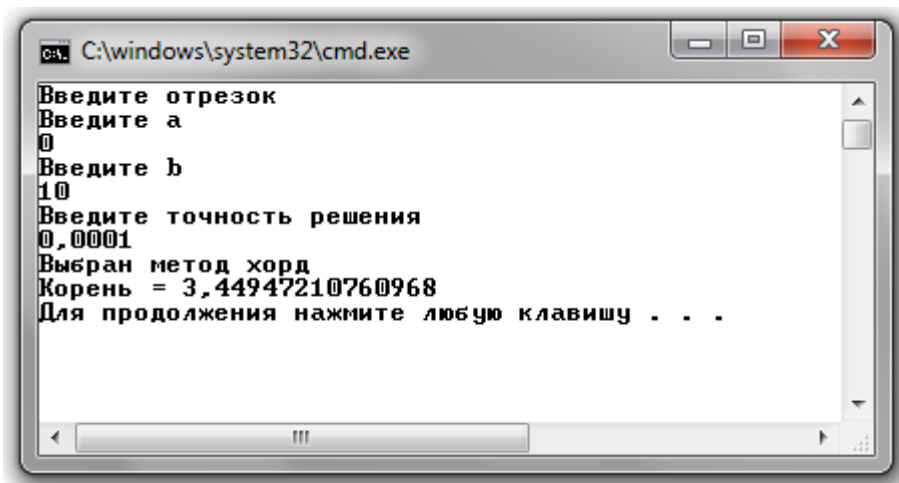 C:\windows\system32\cmd.exe
Введите отрезок
Введите a
0
Введите b
10
Введите точность решения
0,0001
Выбран метод хорд
Корень = 3,44947210760968
Для продолжения нажмите любую клавишу . . .